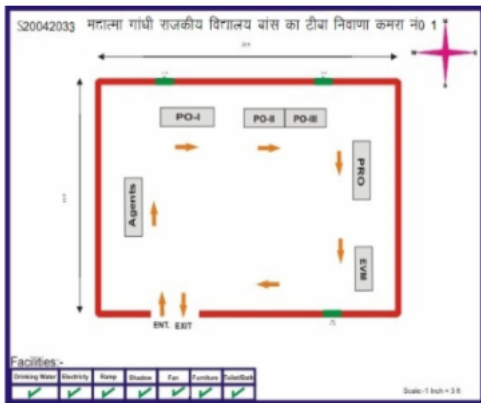 S20042033 महात्मा गांधी राजकीय विद्यालय बांस का टीबा निवाणा कमरा नं0 1
PO-I
PO-II PO-III
PRO
Agents
EVM
ENT. EXIT
Facilities:-
Drinking Water Electricity Ramp Shadow Fan Furniture Toilet/Bath
Scale:-1 Inch = 3 ft